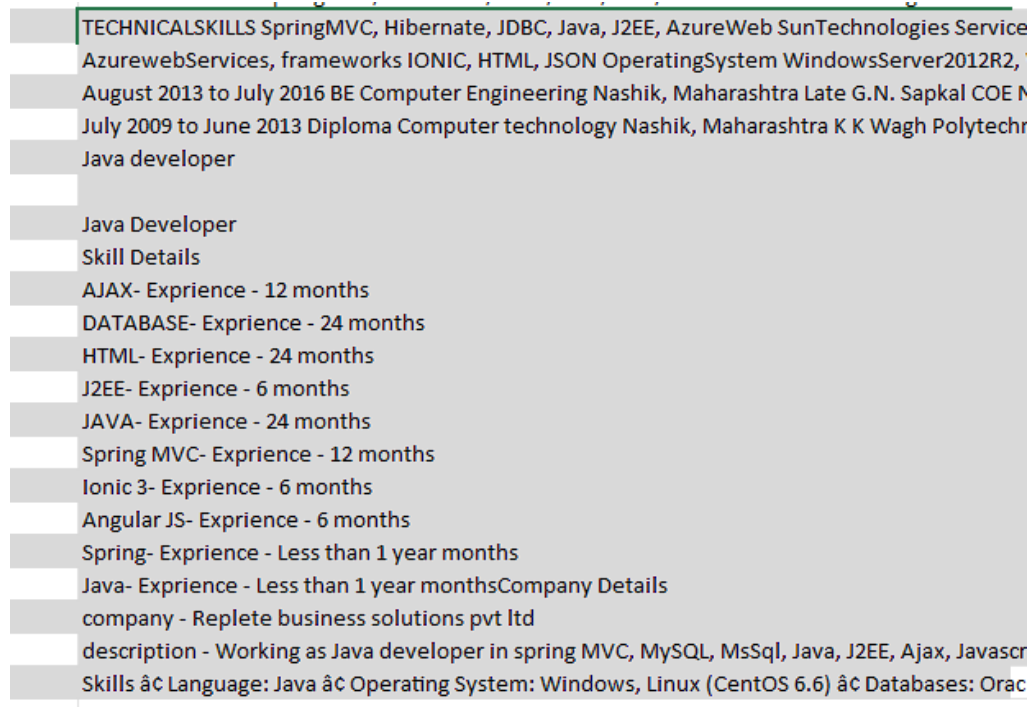 TECHNICALSKILLS SpringMVC, Hibernate, JDBC, Java, J2EE, AzureWeb SunTechnologies Service
AzurewebServices, frameworks IONIC, HTML, JSON OperatingSystem WindowsServer2012R2,
August 2013 to July 2016 BE Computer Engineering Nashik, Maharashtra Late G.N. Sapkal COE
July 2009 to June 2013 Diploma Computer technology Nashik, Maharashtra K K Wagh
Java developer
Java Developer
Skill Details
AJAX- Exprience - 12 months
DATABASE- Exprience - 24 months
HTML- Exprience - 24 months
J2EE- Exprience - 6 months
JAVA- Exprience - 24 months
Spring MVC- Exprience - 12 months
Ionic 3- Exprience - 6 months
Angular JS- Exprience - 6 months
Spring- Exprience - Less than 1 year months
Java- Exprience - Less than 1 year monthsCompany Details
company - Replete business solutions pvt ltd
description - Working as Java developer in spring MVC, MySQL, MsSql, Java, J2EE, Ajax, Javascr
Skills â¢ Language: Java â¢ Operating System: Windows, Linux (CentOS 6.6) â¢ Databases: Orac